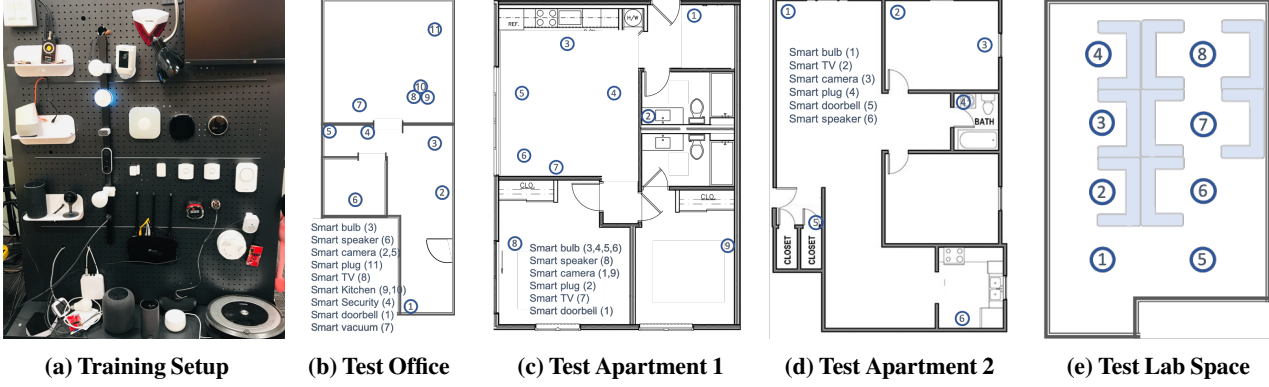 11
10
8 9
7
5 4
3
2
6
Smart bulb (3)
Smart speaker (6)
Smart camera (2,5)
Smart plug (11)
Smart TV (8)
Smart Kitchen (9,10)
Smart Security (4)
Smart doorbell (1)
Smart vacuum (7)
1
REF.
H/W
1
3
5 4
2
6
7
CLO.
CLO.
8
9
Smart bulb (3,4,5,6)
Smart speaker (8)
Smart camera (1,9)
Smart plug (2)
Smart TV (7)
Smart doorbell (1)
1
2
3
Smart bulb (1)
Smart TV (2)
Smart camera (3)
Smart plug (4)
Smart doorbell (5)
Smart speaker (6)
4
BATH
5
CLOSET
CLOSET
6
4 8
3 7
2 6
1 5
(a) Training Setup
(b) Test Office
(c) Test Apartment 1
(d) Test Apartment 2
(e) Test Lab Space